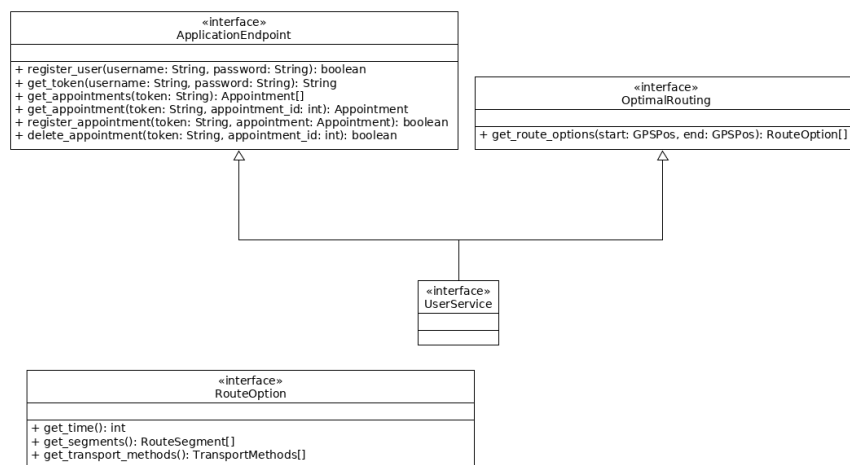 «interface»
ApplicationEndpoint
+ register_user(username: String, password: String): boolean
+ get_token(username: String, password: String): String
+ get_appointments(token: String): Appointment[]
+ get_appointment(token: String, appointment_id: int): Appointment
+ register_appointment(token: String, appointment: Appointment): boolean
+ delete_appointment(token: String, appointment_id: int): boolean
«interface»
OptimalRouting
+ get_route_options(start: GPSPos, end: GPSPos): RouteOption[]
«interface»
UserService
«interface»
RouteOption
+ get_time(): int
+ get_segments(): RouteSegment[]
+ get_transport_methods(): TransportMethods[]